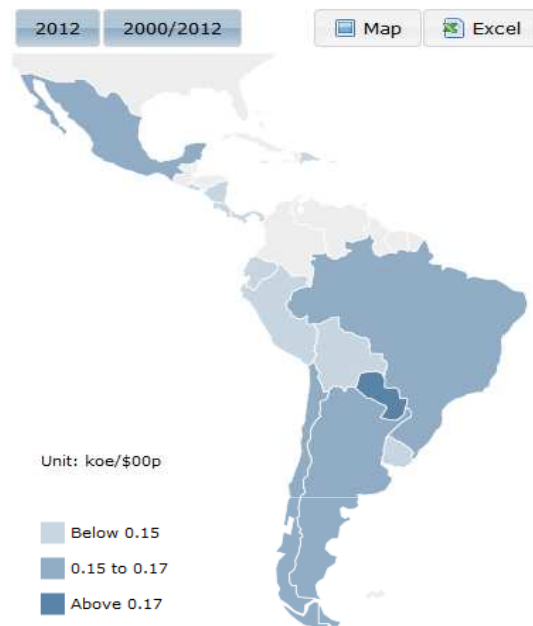 2012 2000/2012 Map Excel
Unit: koe/$00p
Below 0.15
0.15 to 0.17
Above 0.17